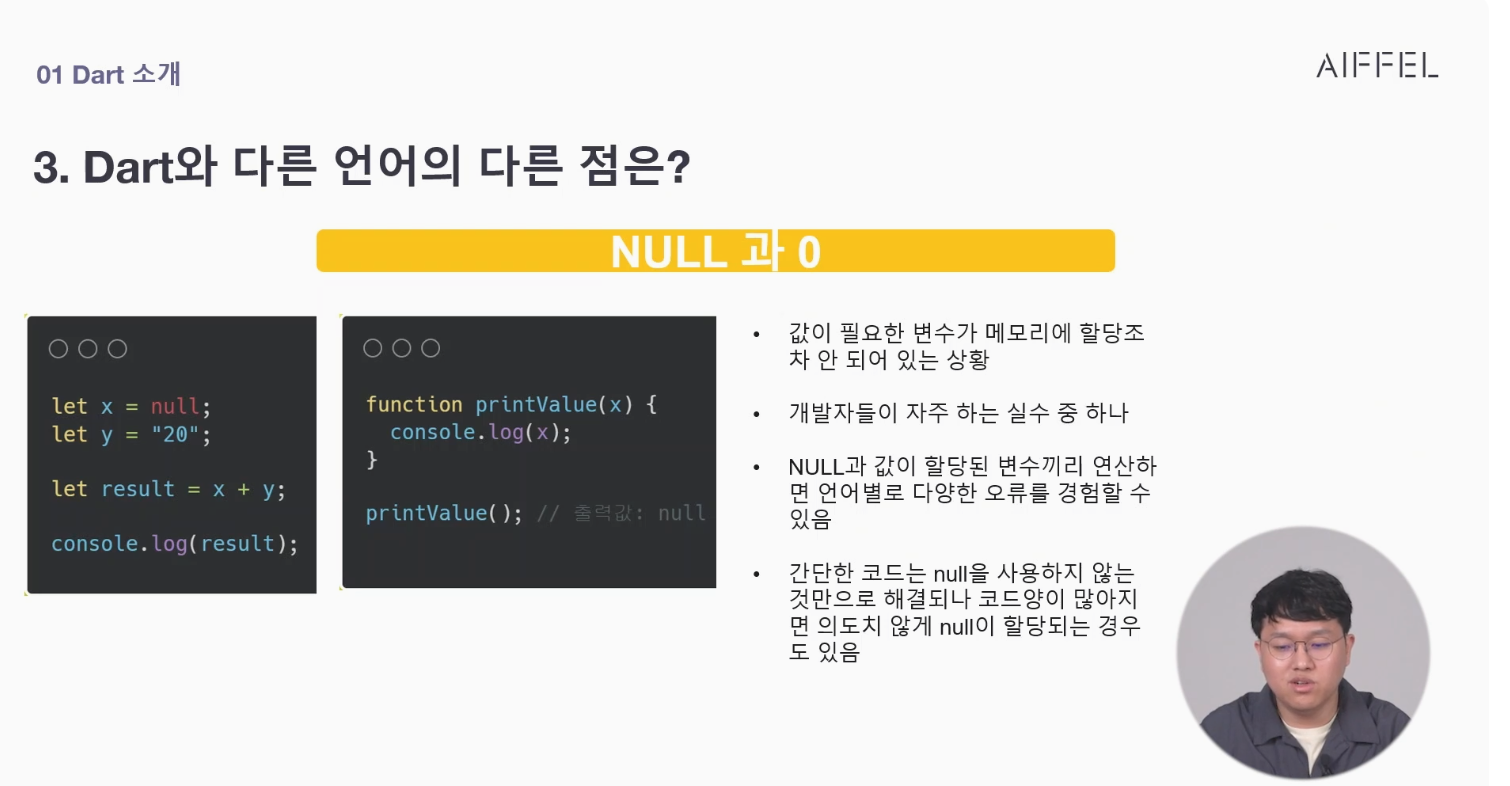 01 Dart 소개
AIFFEL
3. Dart와 다른 언어의 다른 점은?
NULL 과 0
let x = null;
let y = "20";
let result = x + y;
console.log(result);
function printValue(x) {
console.log(x);
}
printValue(); // 출력값: null
• 값이 필요한 변수가 메모리에 할당조
차 안 되어 있는 상황
• 개발자들이 자주 하는 실수 중 하나
• NULL과 값이 할당된 변수끼리 연산하
면 언어별로 다양한 오류를 경험할 수
있음
• 간단한 코드는 null을 사용하지 않는
것만으로 해결되나 코드양이 많아지
면 의도치 않게 null이 할당되는 경우
도 있음